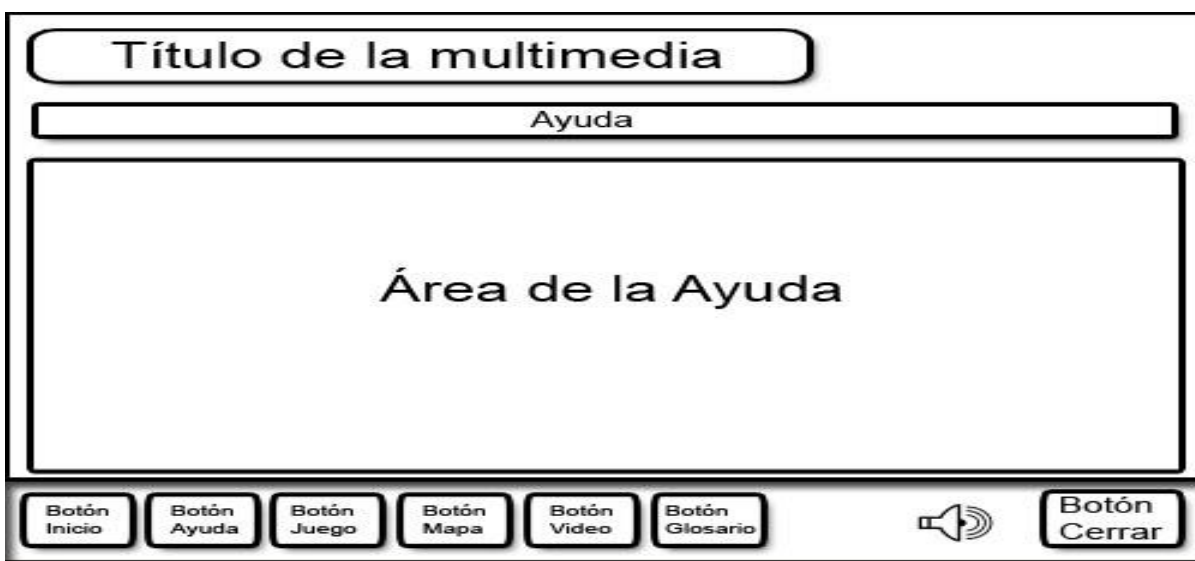 Título de la multimedia
Ayuda
Área de la Ayuda
Botón
Inicio
Botón
Ayuda
Botón
Juego
Botón
Mapa
Botón
Video
Botón
Glosario
Botón
Cerrar